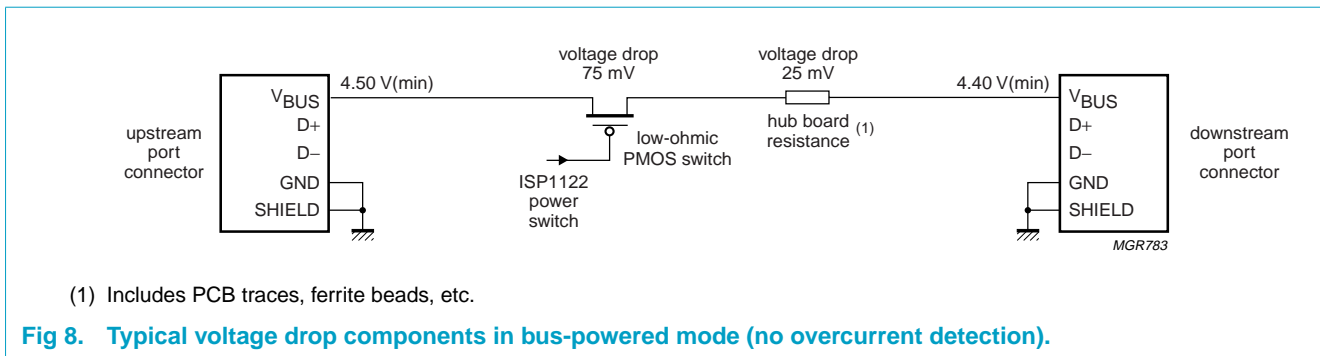 voltage drop
75 mV
voltage drop
25 mV
4.50 V(min)
4.40 V(min)
VBUS
D+
D−
GND
SHIELD
upstream
port
connector
low-ohmic
PMOS switch
ISP1122
power
switch
hub board
resistance (1)
VBUS
D+
D−
GND
SHIELD
downstream
port
connector
MGR783
(1) Includes PCB traces, ferrite beads, etc.
Fig 8. Typical voltage drop components in bus-powered mode (no overcurrent detection).